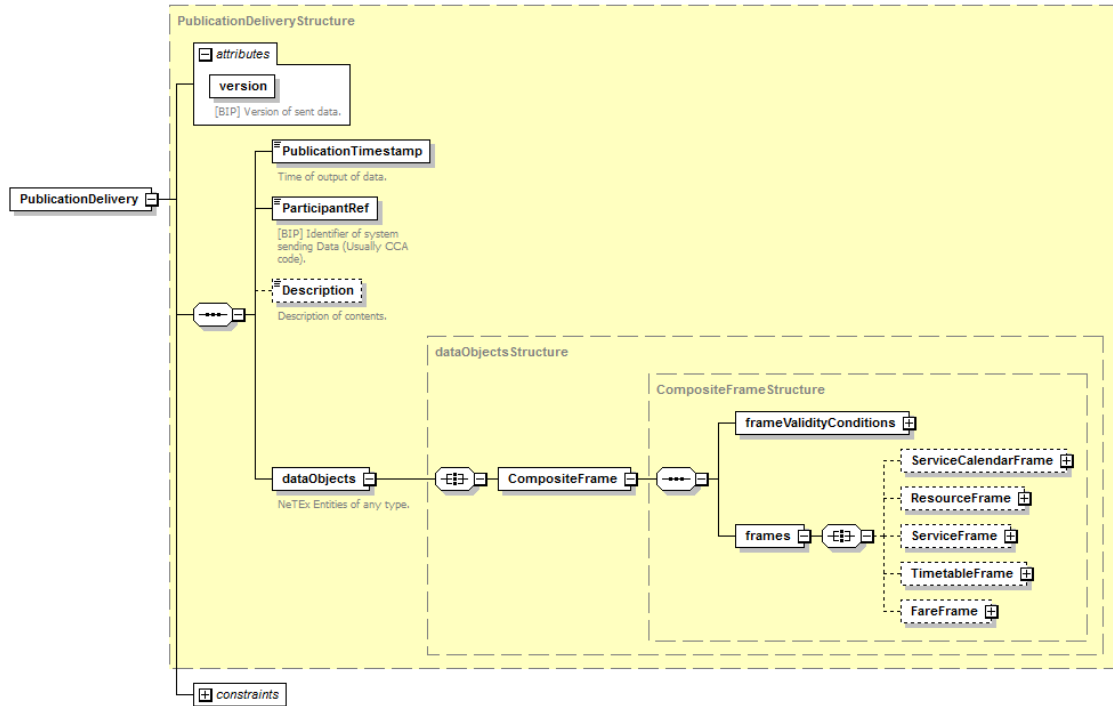 PublicationDeliveryStructure
attributes
version
[BIP] Version of sent data.
PublicationTimestamp
Time of output of data.
PublicationDelivery
ParticipantRef
[BIP] Identifier of system
sending Data (Usually CCA
code).
Description
Description of contents.
dataObjectsStructure
CompositeFrameStructure
frameValidityConditions
ServiceCalendarFrame
dataObjects
CompositeFrame
NeTEx Entities of any type.
ResourceFrame
frames
ServiceFrame
TimetableFrame
FareFrame
constraints